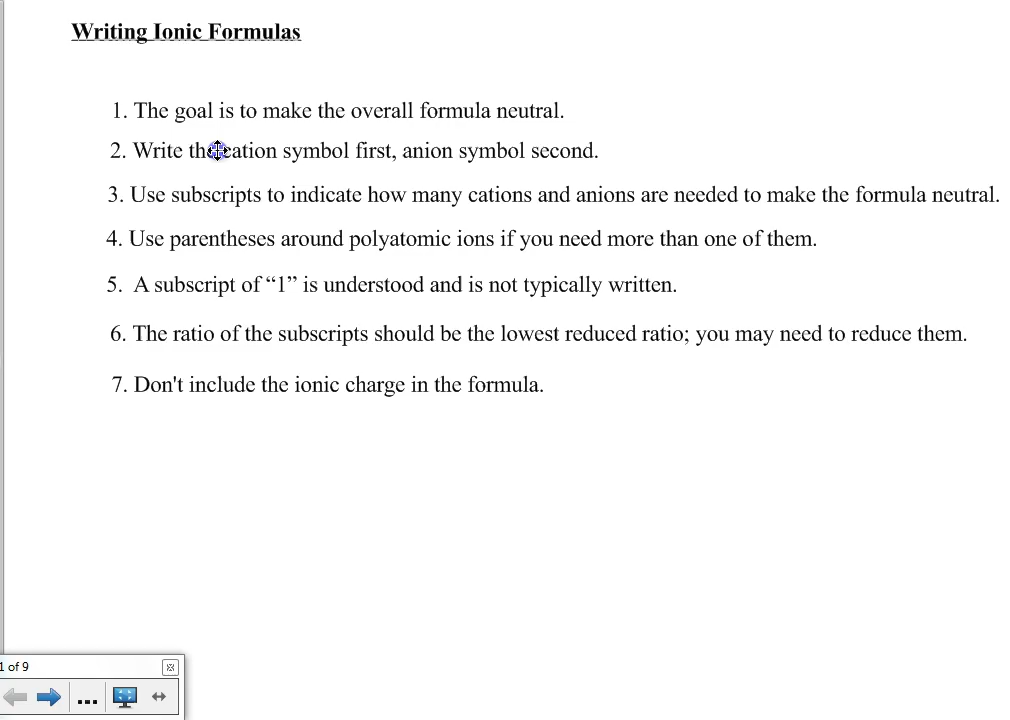 Writing Ionic Formulas
1. The goal is to make the overall formula neutral.
2. Write the cation symbol first, anion symbol second.
3. Use subscripts to indicate how many cations and anions are needed to make the formula neutral.
4. Use parentheses around polyatomic ions if you need more than one of them.
5. A subscript of “1” is understood and is not typically written.
6. The ratio of the subscripts should be the lowest reduced ratio; you may need to reduce them.
7. Don't include the ionic charge in the formula.
1 of 9
...